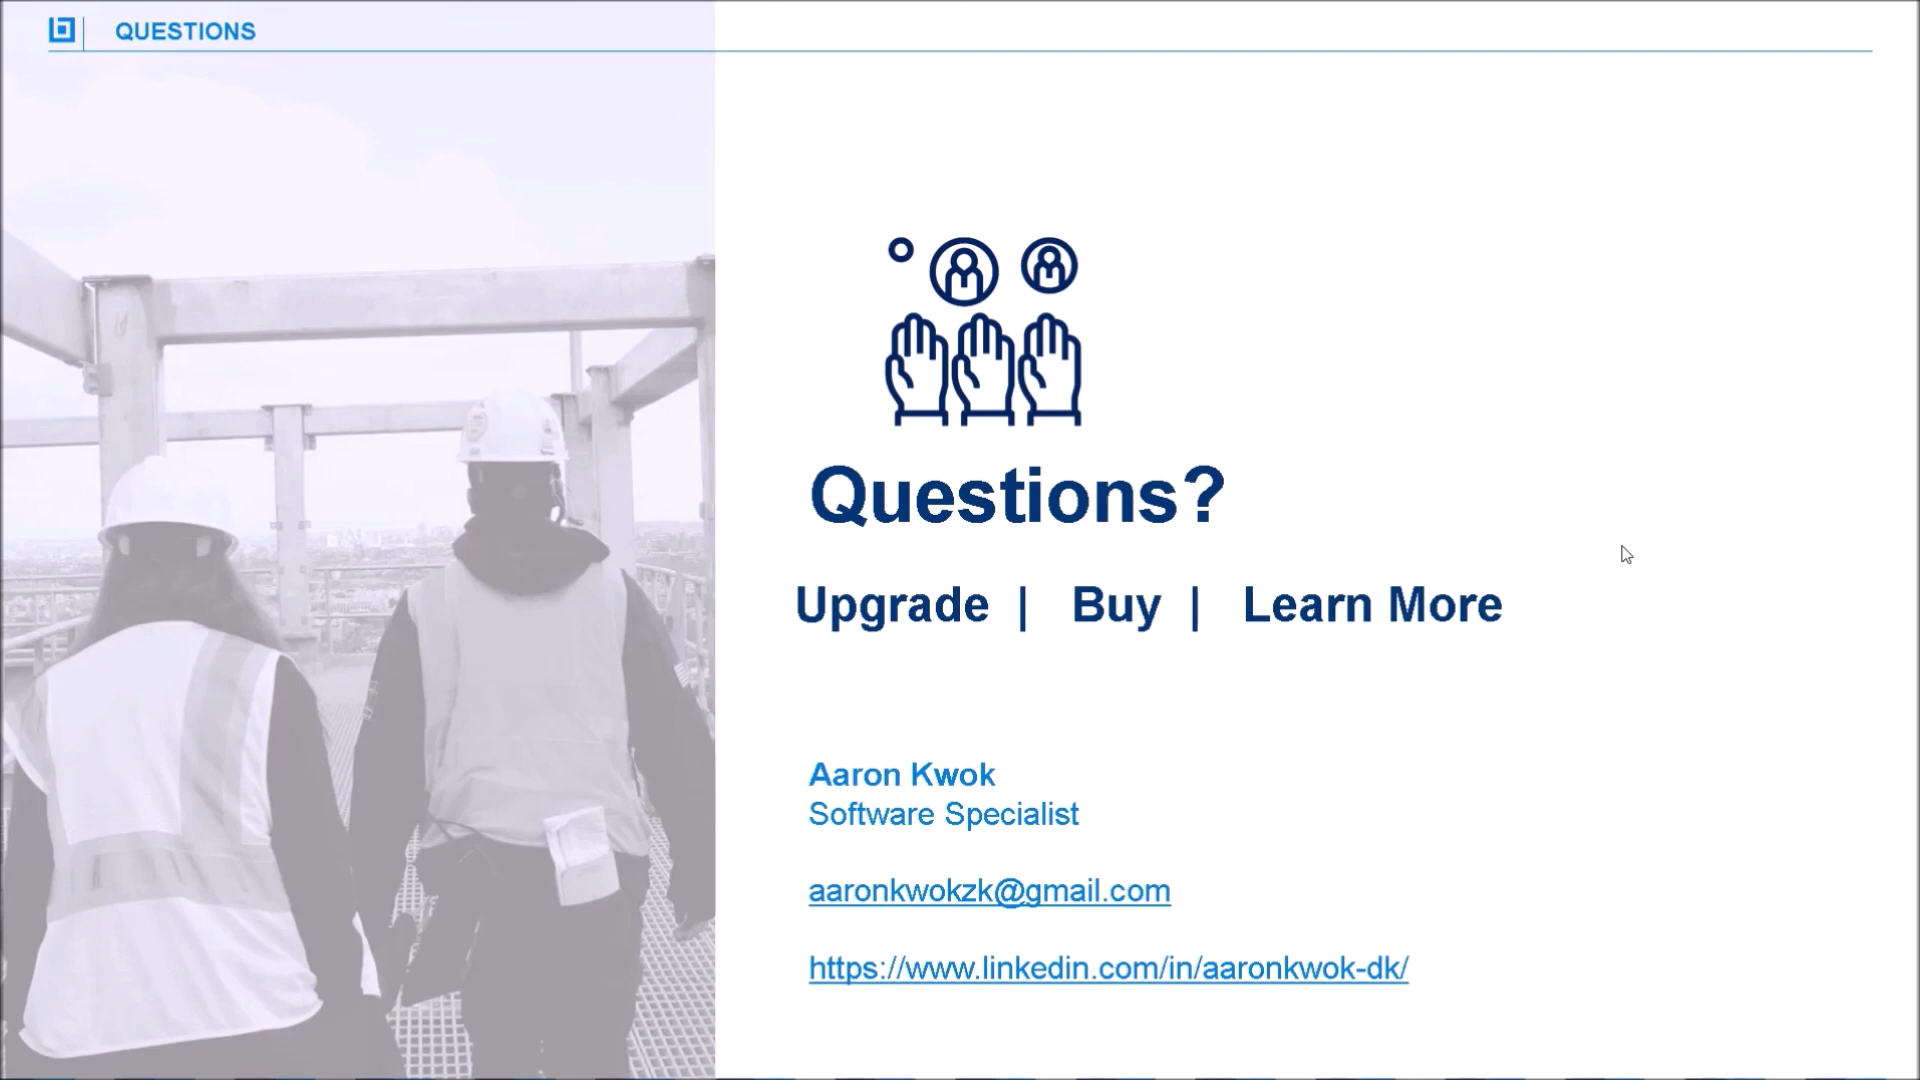 QUESTIONS
Questions?
Upgrade | Buy | Learn More
Aaron Kwok
Software Specialist
aaronkwokzk@gmail.com
https://www.linkedin.com/in/aaronkwok-dk/